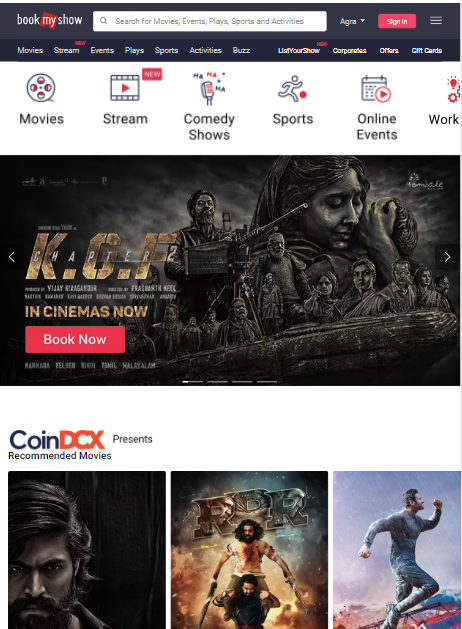 book my show
Search for Movies, Events, Plays, Sports and Activities
Agra
Sign in
Movies Stream NEW Events Plays Sports Activities Buzz
ListYourShow NEW Corporates Offers Gift Cards
NEW
HA HA HA
Movies
Stream
Comedy
Shows
Sports
Online
Events
Work
K.G.F
CHAPTER 2
PRODUCED BY VIJAY KIRAGANDUR DIRECTED BY PRASHANTH NEEL
IN CINEMAS NOW
Book Now
KANNADA TELUGU HINDI TAMIL MALAYALAM
CoinDCX Presents
Recommended Movies
RRR